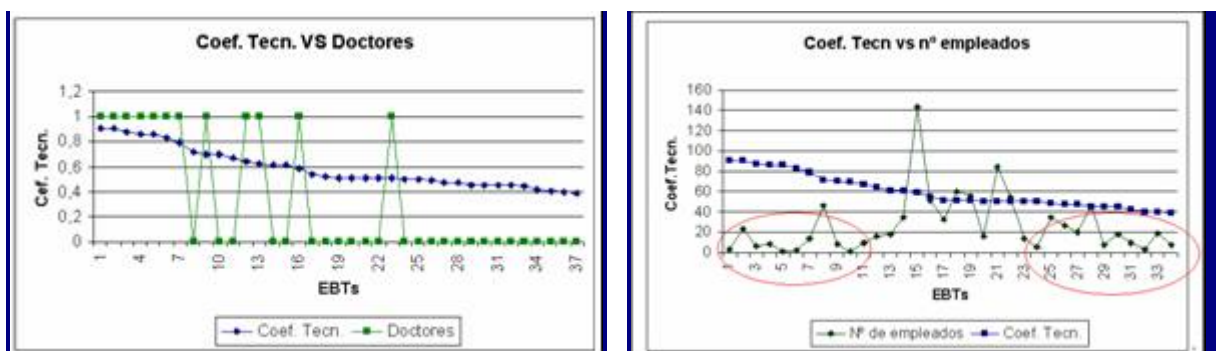 Coef. Tecn. VS Doctores
Cef. Tecn.
1,2
1
0,8
0,6
0,4
0,2
0
1 4 7 10 13 16 19 22 25 28 31 34 37
EBTs
Coef. Tecn. Doctores
Coef. Tecn vs nº empleados
Coef.Tecn.
160
140
120
100
80
60
40
20
0
1 3 5 7 9 11 13 15 17 19 21 23 25 27 29 31 33
EBTs
Nº de empleados Coef. Tecn.